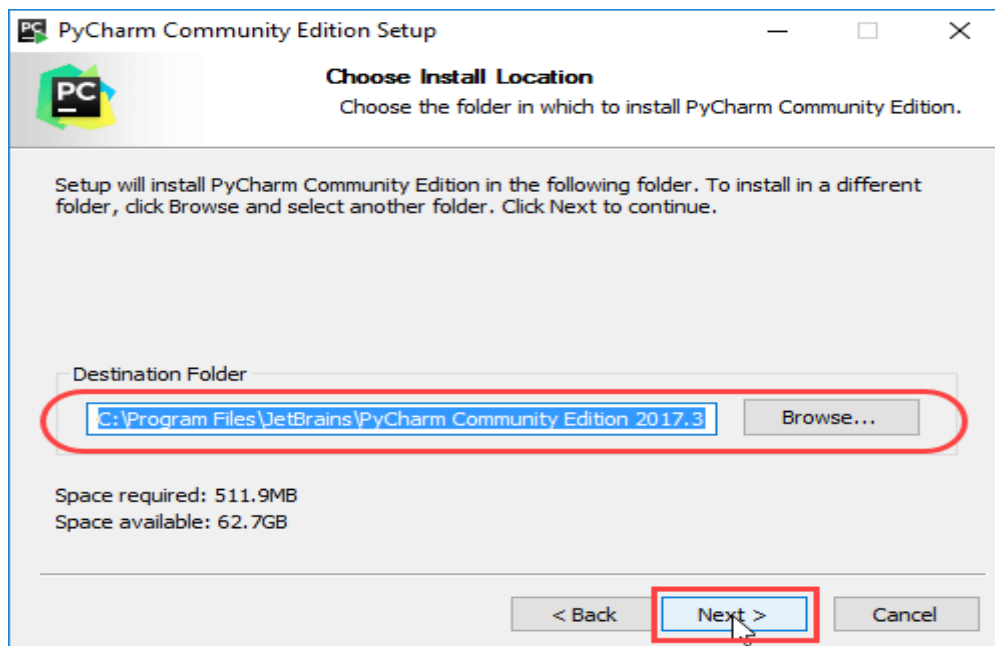 PC PyCharm Community Edition Setup
PC
Choose Install Location
Choose the folder in which to install PyCharm Community Edition.
Setup will install PyCharm Community Edition in the following folder. To install in a different
folder, click Browse and select another folder. Click Next to continue.
Destination Folder
C:\Program Files\JetBrains\PyCharm Community Edition 2017.3
Browse...
Space required: 511.9MB
Space available: 62.7GB
< Back
Next >
Cancel